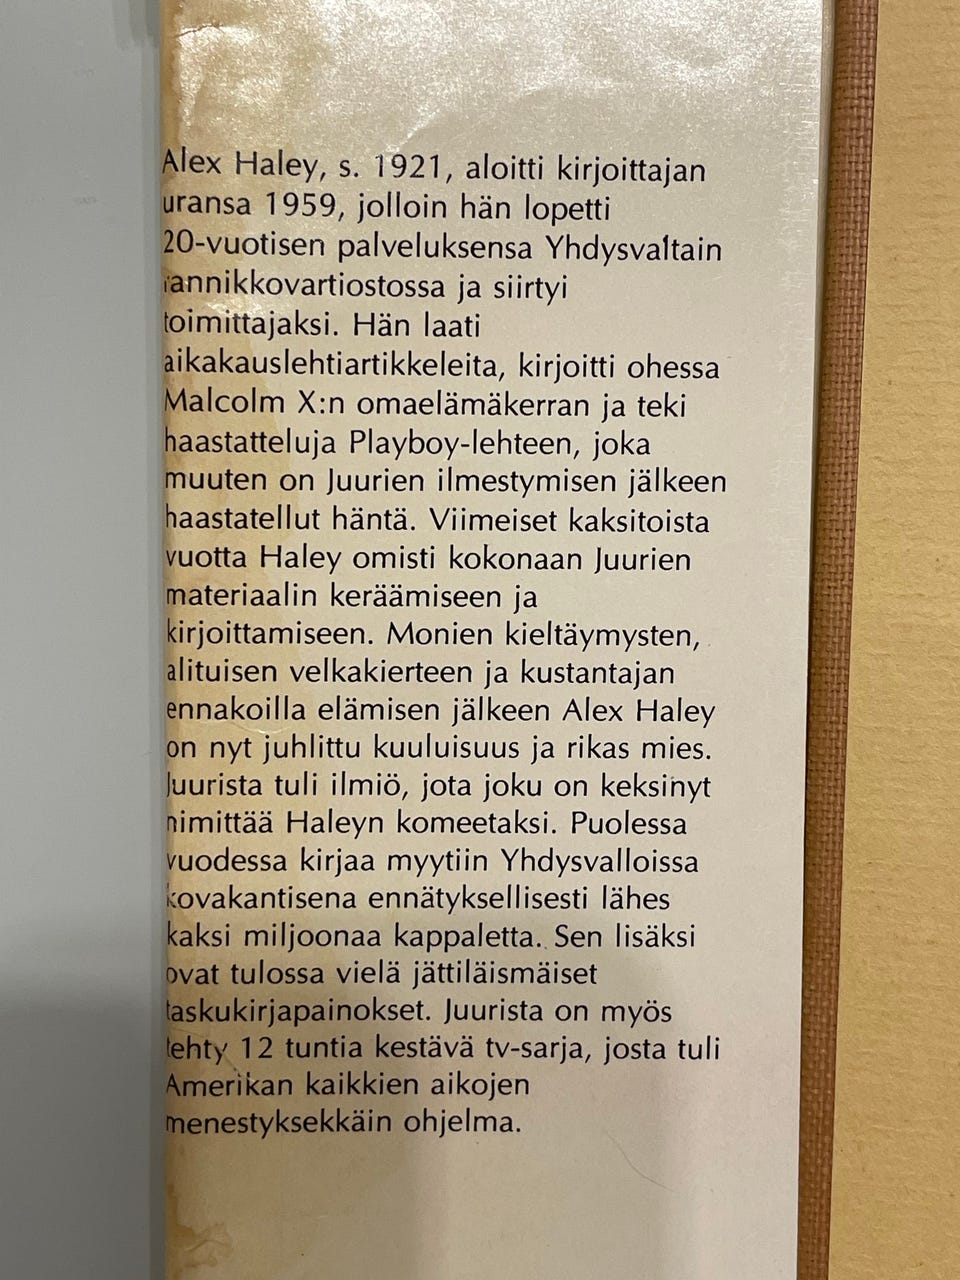 Alex Haley, s. 1921, aloitti kirjoittajan
uransa 1959, jolloin hän lopetti
20-vuotisen palveluksensa Yhdysvaltain
rannikkovartiostossa ja siirtyi
toimittajaksi. Hän laati
aikakauslehtiartikkeleita, kirjoitti ohessa
Malcolm X:n omaelämäkerran ja teki
haastatteluja Playboy-lehteen, joka
muuten on Juurien ilmestymisen jälkeen
haastatellut häntä. Viimeiset kaksitoista
vuotta Haley omisti kokonaan Juurien
materiaalin keräämiseen ja
kirjoittamiseen. Monien kieltäymysten,
alituisen velkakierteen ja kustantajan
ennakoilla elämisen jälkeen Alex Haley
on nyt juhlittu kuuluisuus ja rikas mies.
Juurista tuli ilmiö, jota joku on keksinyt
nimittää Haleyn komeetaksi. Puolessa
vuodessa kirjaa myytiin Yhdysvalloissa
kovakantisena ennätyksellisesti lähes
kaksi miljoonaa kappaletta. Sen lisäksi
ovat tulossa vielä jättiläismäiset
taskukirjapainokset. Juurista on myös
tehty 12 tuntia kestävä tv-sarja, josta tuli
Amerikan kaikkien aikojen
menestyksekkäin ohjelma.